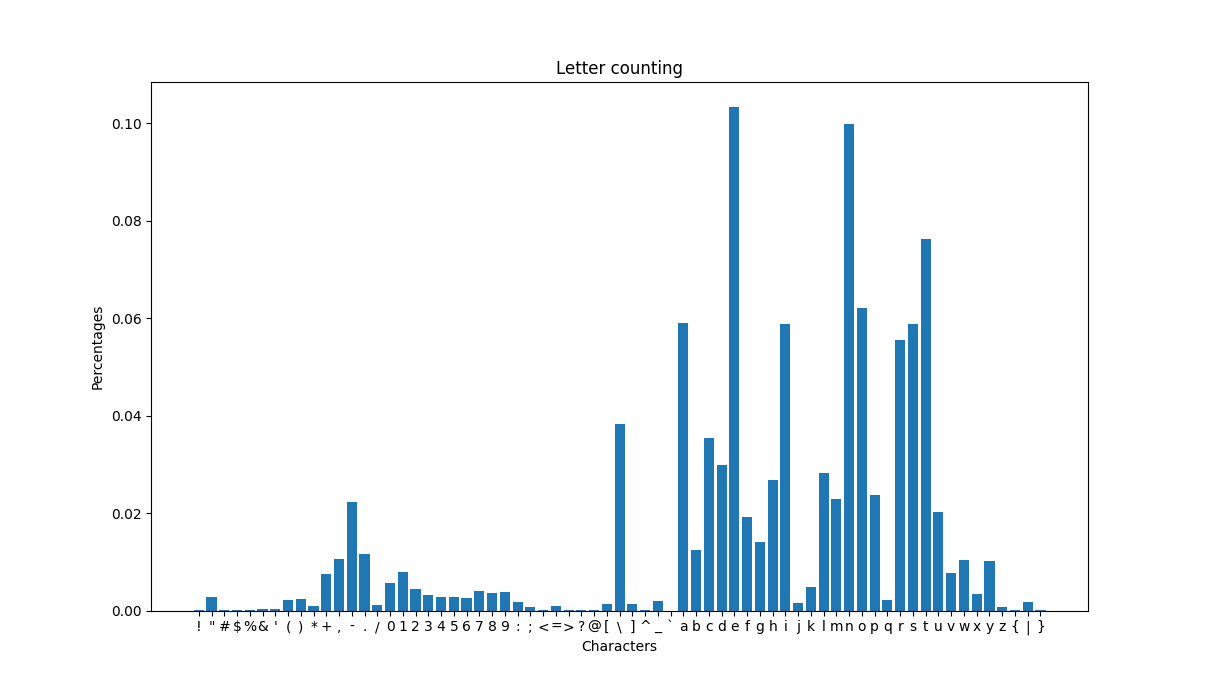 Letter counting
0.10
0.08
0.06
0.04
0.02
0.00
Percentages
! " # $ % & ' ( ) * + , - . / 0 1 2 3 4 5 6 7 8 9 : ; < = > ? @ [ \ ] ^ _ ` a b c d e f g h i j k l m n o p q r s t u v w x y z { | }
Characters